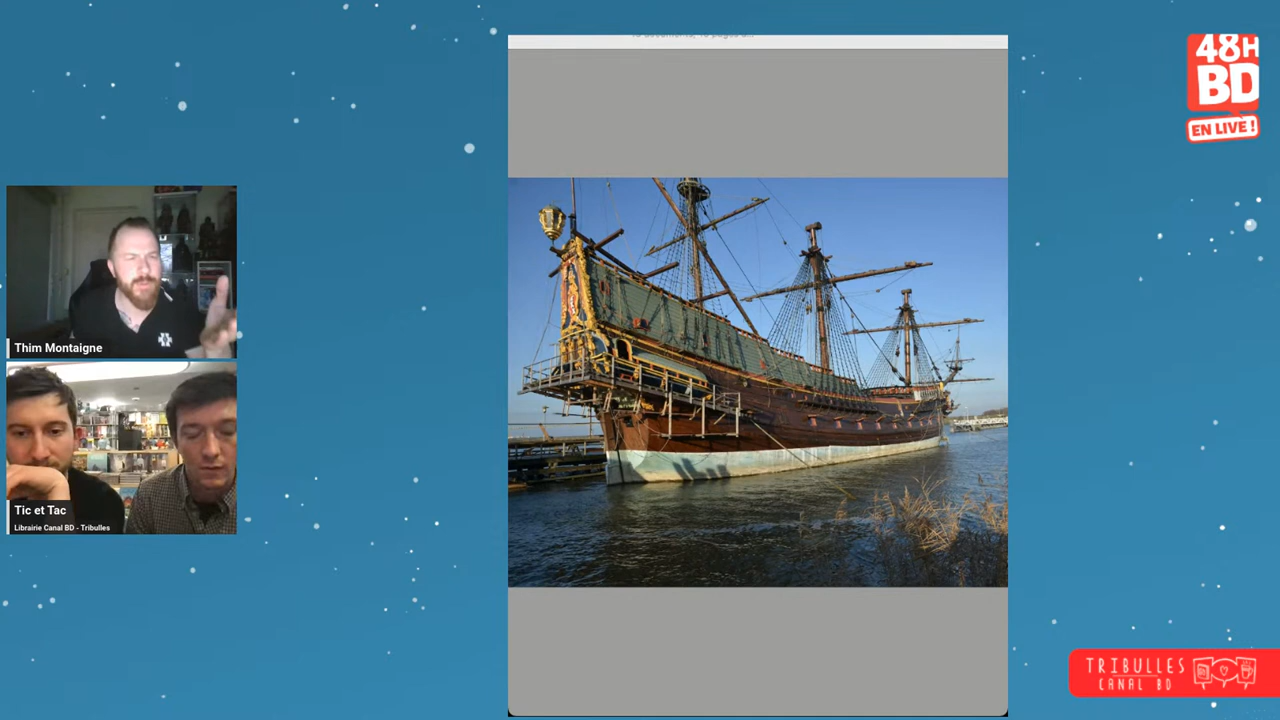 48H
BD
EN LIVE !
Thim Montaigne
Tic et Tac
Librairie Canal BD - Tribulles
TRIBULLES
CANAL BD